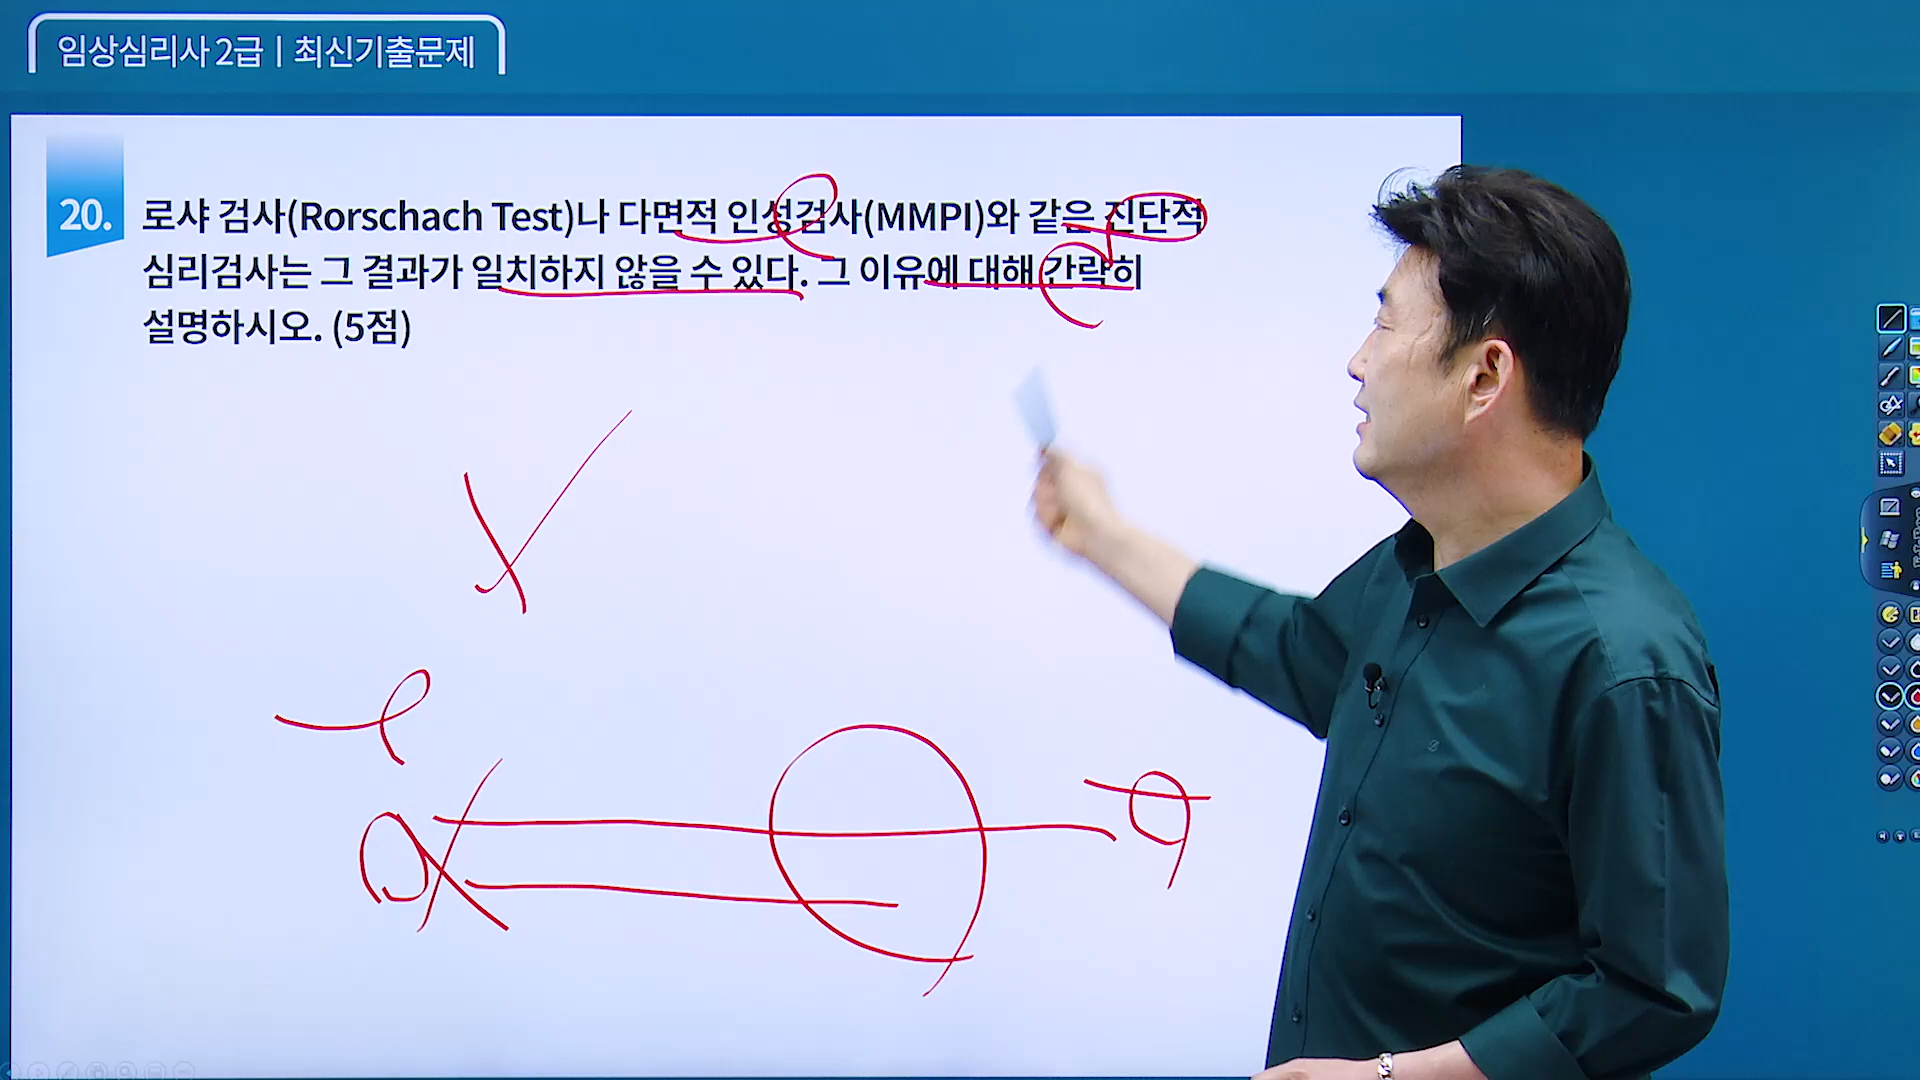 임상심리사 2급 | 최신기출문제
20. 로샤 검사(Rorschach Test)나 다면적 인성검사(MMPI)와 같은 진단적
심리검사는 그 결과가 일치하지 않을 수 있다. 그 이유에 대해 간략히
설명하시오. (5점)